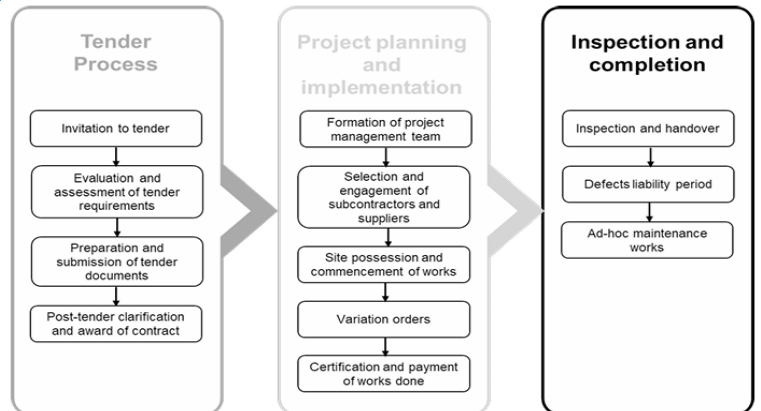 Tender
Process
Invitation to tender
Evaluation and
assessment of tender
requirements
Preparation and
submission of tender
documents
Post-tender clarification
and award of contract
Project planning
and
implementation
Formation of project
management team
Selection and
engagement of
subcontractors and
suppliers
Site possession and
commencement of works
Variation orders
Certification and payment
of works done
Inspection and
completion
Inspection and handover
Defects liability period
Ad-hoc maintenance
works